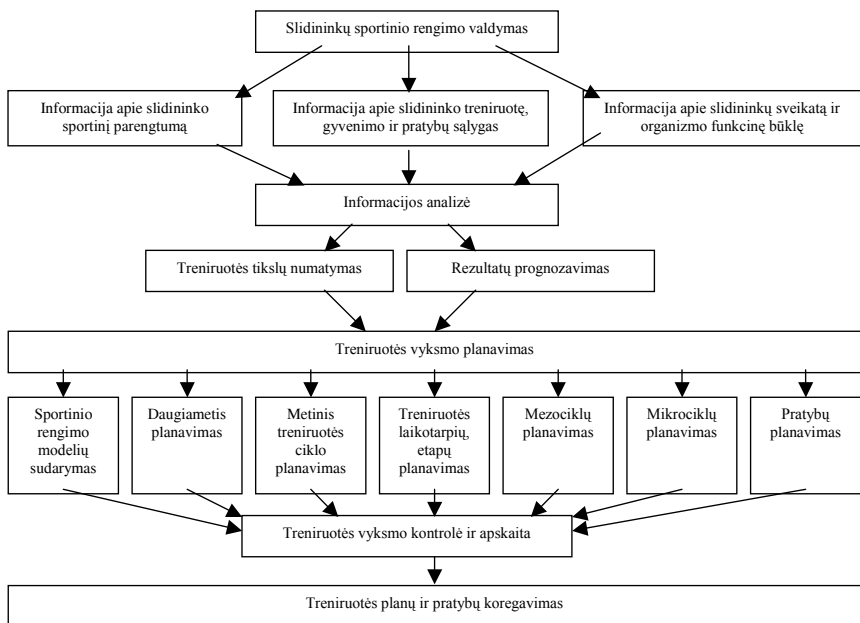 Slidininkų sportinio rengimo valdymas
Informacija apie slidininko
sportinį parengtumą
Informacija apie slidininko treniruotę,
gyvenimo ir pratybų sąlygas
Informacija apie slidininkų sveikatą ir
organizmo funkcinę būklę
Informacijos analizė
Treniruotės tikslų numatymas
Rezultatų prognozavimas
Treniruotės vyksmo planavimas
Sportinio
rengimo
modelių
sudarymas
Daugiametis
planavimas
Metinis
treniruotės
ciklo
planavimas
Treniruotės
laikotarpių,
etapų
planavimas
Mezociklų
planavimas
Mikrociklų
planavimas
Pratybų
planavimas
Treniruotės vyksmo kontrolė ir apskaita
Treniruotės planų ir pratybų koregavimas